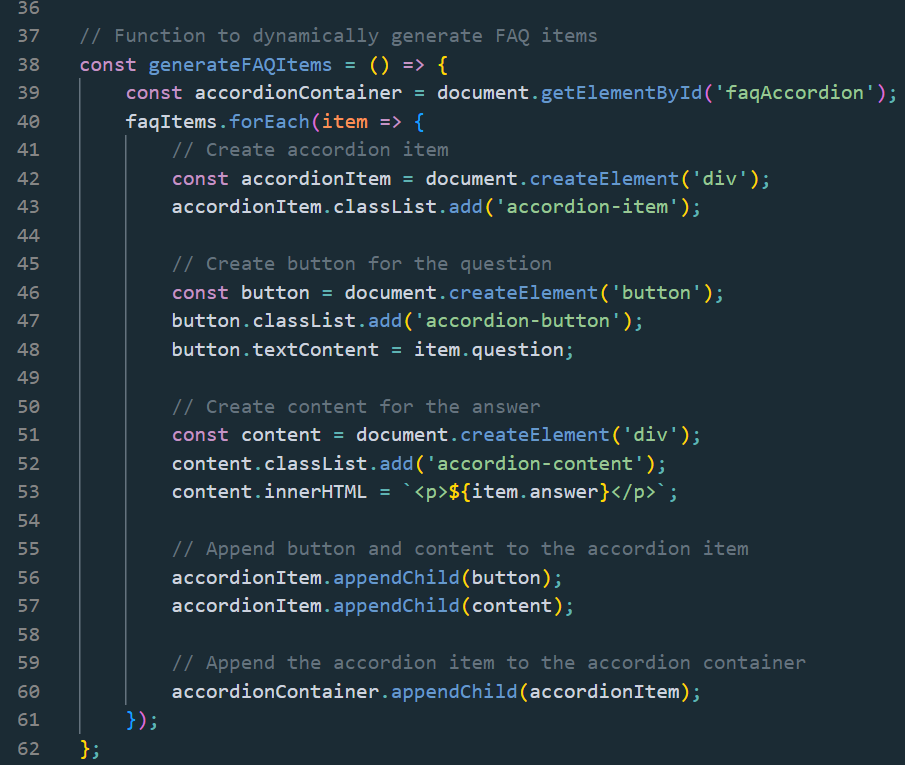 36
37 // Function to dynamically generate FAQ items
38 const generateFAQItems = () => {
39     const accordionContainer = document.getElementById('faqAccordion');
40     faqItems.forEach(item => {
41         // Create accordion item
42         const accordionItem = document.createElement('div');
43         accordionItem.classList.add('accordion-item');
44
45         // Create button for the question
46         const button = document.createElement('button');
47         button.classList.add('accordion-button');
48         button.textContent = item.question;
49
50         // Create content for the answer
51         const content = document.createElement('div');
52         content.classList.add('accordion-content');
53         content.innerHTML = `<p>${item.answer}</p>`;
54
55         // Append button and content to the accordion item
56         accordionItem.appendChild(button);
57         accordionItem.appendChild(content);
58
59         // Append the accordion item to the accordion container
60         accordionContainer.appendChild(accordionItem);
61     });
62 };